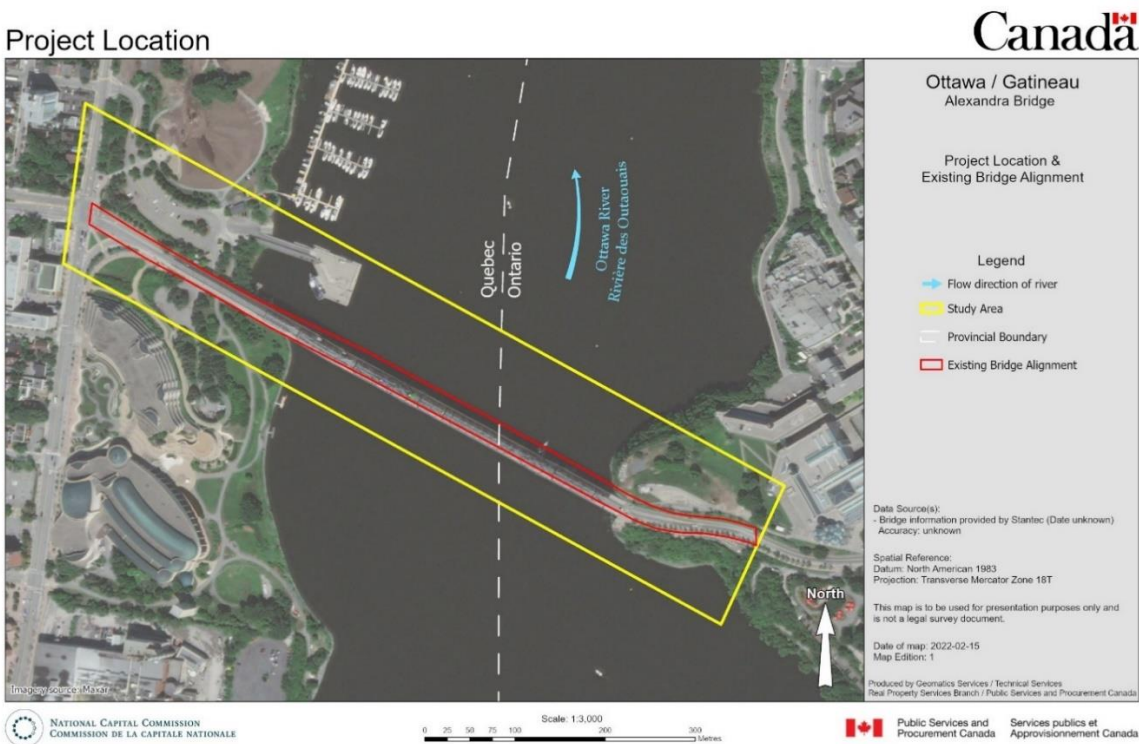 Project Location
Canada
Quebec
Ontario
Ottawa River
Rivière des Outaouais
North
Imagery source: Maxar
Ottawa / Gatineau
Alexandra Bridge
Project Location &
Existing Bridge Alignment
Legend
Flow direction of river
Study Area
Provincial Boundary
Existing Bridge Alignment
Data Source(s):
- Bridge information provided by Stantec (Date unknown)
Accuracy: unknown
Spatial Reference:
Datum: North American 1983
Projection: Transverse Mercator Zone 18T
This map is to be used for presentation purposes only and
is not a legal survey document.
Date of map: 2022-02-15
Map Edition: 1
Produced by Geomatics Services / Technical Services
Real Property Services Branch / Public Services and Procurement Canada
NATIONAL CAPITAL COMMISSION
COMMISSION DE LA CAPITALE NATIONALE
Scale: 1:3,000
0 25 50 75 100 200 300
Metres
Public Services and
Procurement Canada
Services publics et
Approvisionnement Canada